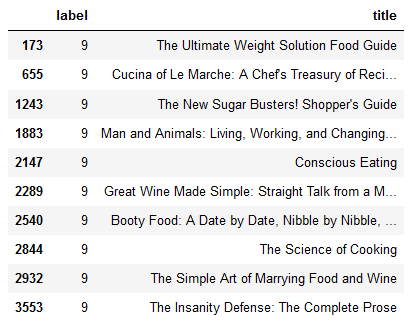 label title
173 9 The Ultimate Weight Solution Food Guide
655 9 Cucina of Le Marche: A Chef's Treasury of Reci...
1243 9 The New Sugar Busters! Shopper's Guide
1883 9 Man and Animals: Living, Working, and Changing...
2147 9 Conscious Eating
2289 9 Great Wine Made Simple: Straight Talk from a M...
2540 9 Booty Food: A Date by Date, Nibble by Nibble, ...
2844 9 The Science of Cooking
2932 9 The Simple Art of Marrying Food and Wine
3553 9 The Insanity Defense: The Complete Prose